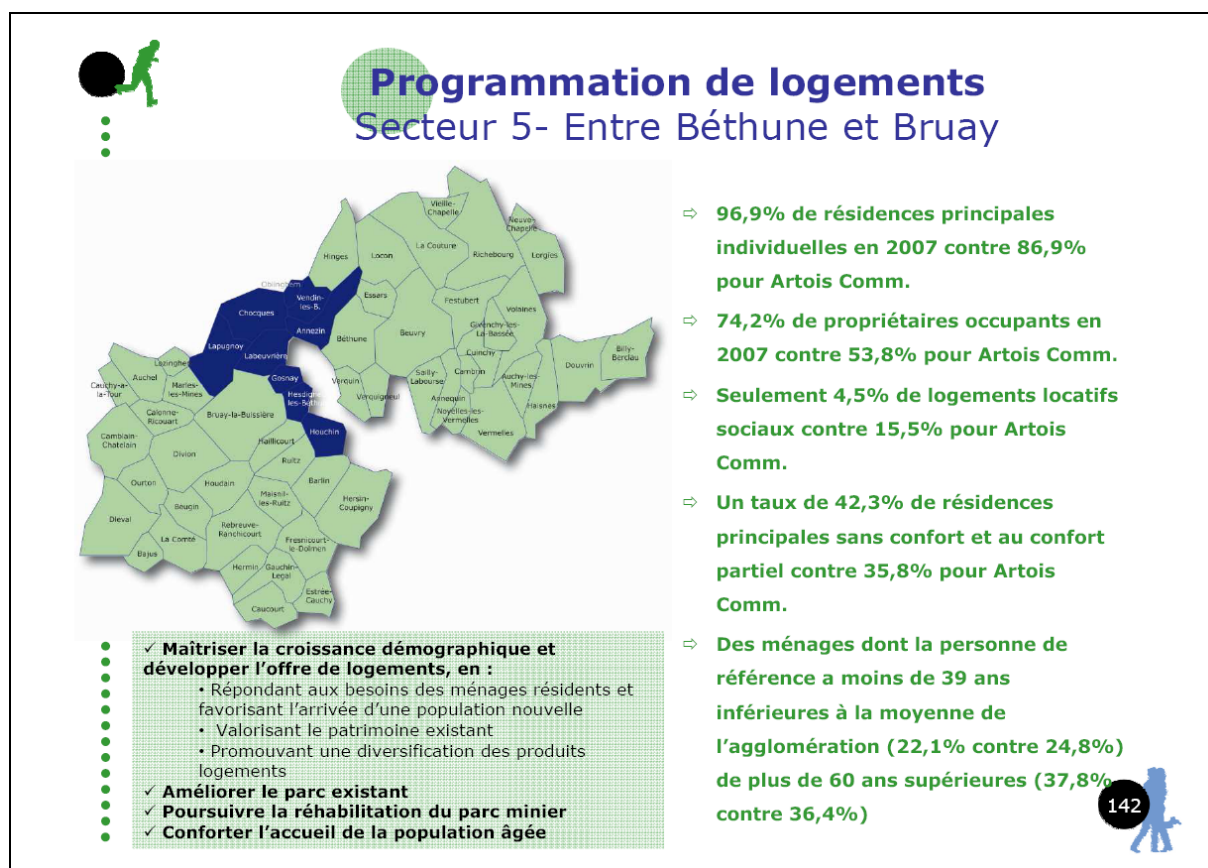 Programmation de logements
Secteur 5- Entre Béthune et Bruay
Vieille-
Chapelle
Neuve-
Chapelle
La Couture
Hinges
Locon
Richebourg
Lorgies
Oblinghem
Vendin-
les-B.
Essars
Chocques
Festubert
Violaines
Annezin
Givenchy-les-
La-Bassée
Béthune
Beuvry
Lapugnoy
Labeuvrière
Cuinchy
Billy-
Berclau
Douvrin
Lozinghem
Gosnay
Sailly-
Labourse
Cambrin
Auchy-les-
Mines
Auchel
Cauchy-a-
la-Tour
Marles-
les-Mines
Verquin
Verquigneul
Annequin
Haisnes
Hesdigneul-
les-Béthune
Noyelles-les-
Vermelles
Calonne-
Ricouart
Bruay-la-Buissière
Houchin
Vermelles
Camblain-
Chatelain
Haillicourt
Divion
Ruitz
Ourton
Houdain
Barlin
Maisnil-
les-Ruitz
Hersin-
Coupigny
Beugin
Dieval
Rebreuve-
Ranchicourt
La Comté
Fresnicourt-
le-Dolmen
Bajus
Hermin
Gauchin-
Legal
Estrée-
Cauchy
Caucourt
⇨ 96,9% de résidences principales
individuelles en 2007 contre 86,9%
pour Artois Comm.
⇨ 74,2% de propriétaires occupants en
2007 contre 53,8% pour Artois Comm.
⇨ Seulement 4,5% de logements locatifs
sociaux contre 15,5% pour Artois
Comm.
⇨ Un taux de 42,3% de résidences
principales sans confort et au confort
partiel contre 35,8% pour Artois
Comm.
⇨ Des ménages dont la personne de
référence a moins de 39 ans
inférieures à la moyenne de
l'agglomération (22,1% contre 24,8%)
de plus de 60 ans supérieures (37,8%
contre 36,4%)
✓ Maîtriser la croissance démographique et
développer l'offre de logements, en :
• Répondant aux besoins des ménages résidents et
favorisant l'arrivée d'une population nouvelle
• Valorisant le patrimoine existant
• Promouvant une diversification des produits
logements
✓ Améliorer le parc existant
✓ Poursuivre la réhabilitation du parc minier
✓ Conforter l'accueil de la population âgée
142